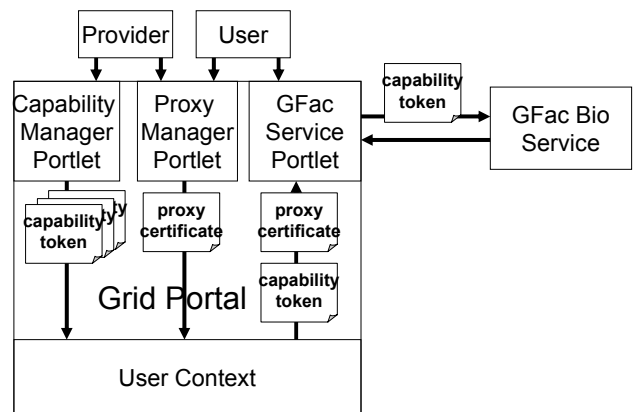 Provider
User
Capability
Manager
Portlet
Proxy
Manager
Portlet
GFac
Service
Portlet
capability
token
GFac Bio
Service
capability
token
ty
proxy
certificate
proxy
certificate
capability
token
Grid Portal
User Context